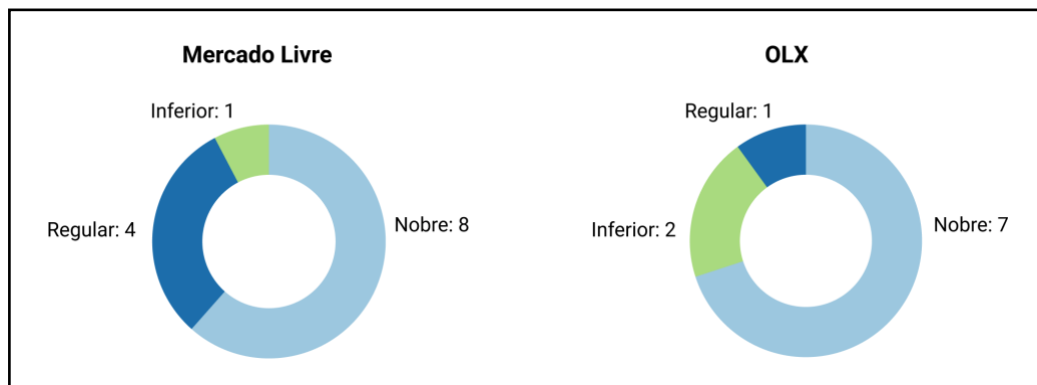 Mercado Livre
Inferior: 1
Regular: 4
Nobre: 8
OLX
Regular: 1
Inferior: 2
Nobre: 7